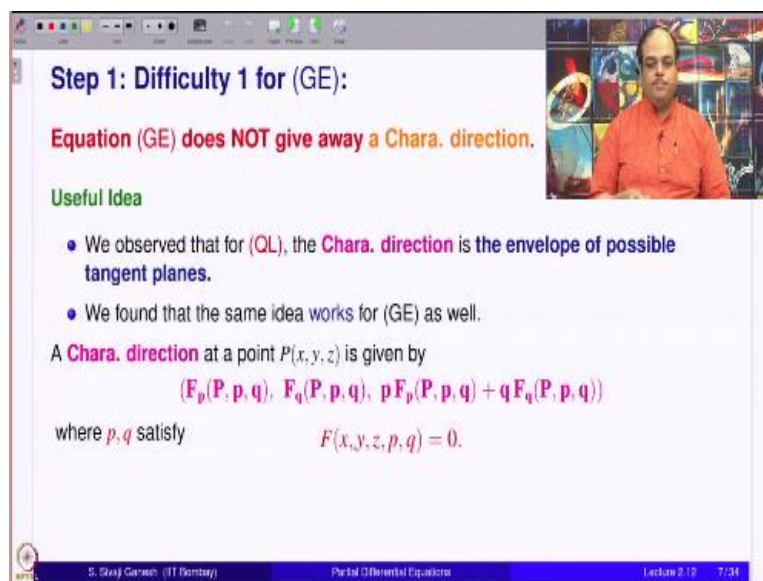 Step 1: Difficulty 1 for (GE):
Equation (GE) does NOT give away a Chara. direction.
Useful Idea
We observed that for (QL), the Chara. direction is the envelope of possible
tangent planes.
We found that the same idea works for (GE) as well.
A Chara. direction at a point P(x, y, z) is given by
(F_p(P, p, q), F_q(P, p, q), p F_p(P, p, q) + q F_q(P, p, q))
where p, q satisfy F(x, y, z, p, q) = 0.
S. Sivaji Ganesh (IIT Bombay) Partial Differential Equations Lecture 2.12 7/34